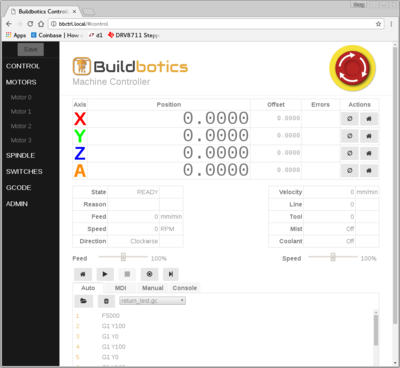 Buildbotics Control
bbctrl.local/#control
Apps Coinbase | How d1 DRV8711 Stepp
Save
CONTROL
MOTORS
Motor 0
Motor 1
Motor 2
Motor 3
SPINDLE
SWITCHES
GCODE
ADMIN
Buildbotics
Machine Controller
Axis Position Offset Errors Actions
X 0.0000 0.0000
Y 0.0000 0.0000
Z 0.0000 0.0000
A 0.0000 0.0000
State READY
Reason
Feed 0 mm/min
Speed 0 RPM
Direction Clockwise
Velocity 0 mm/min
Line 0
Tool 0
Mist Off
Coolant Off
Feed 100%
Speed 100%
Auto MDI Manual Console
return_test.gc
1 F5000
2 G1 Y100
3 G1 Y0
4 G1 Y100
5 G1 Y0
6 G1 Y100